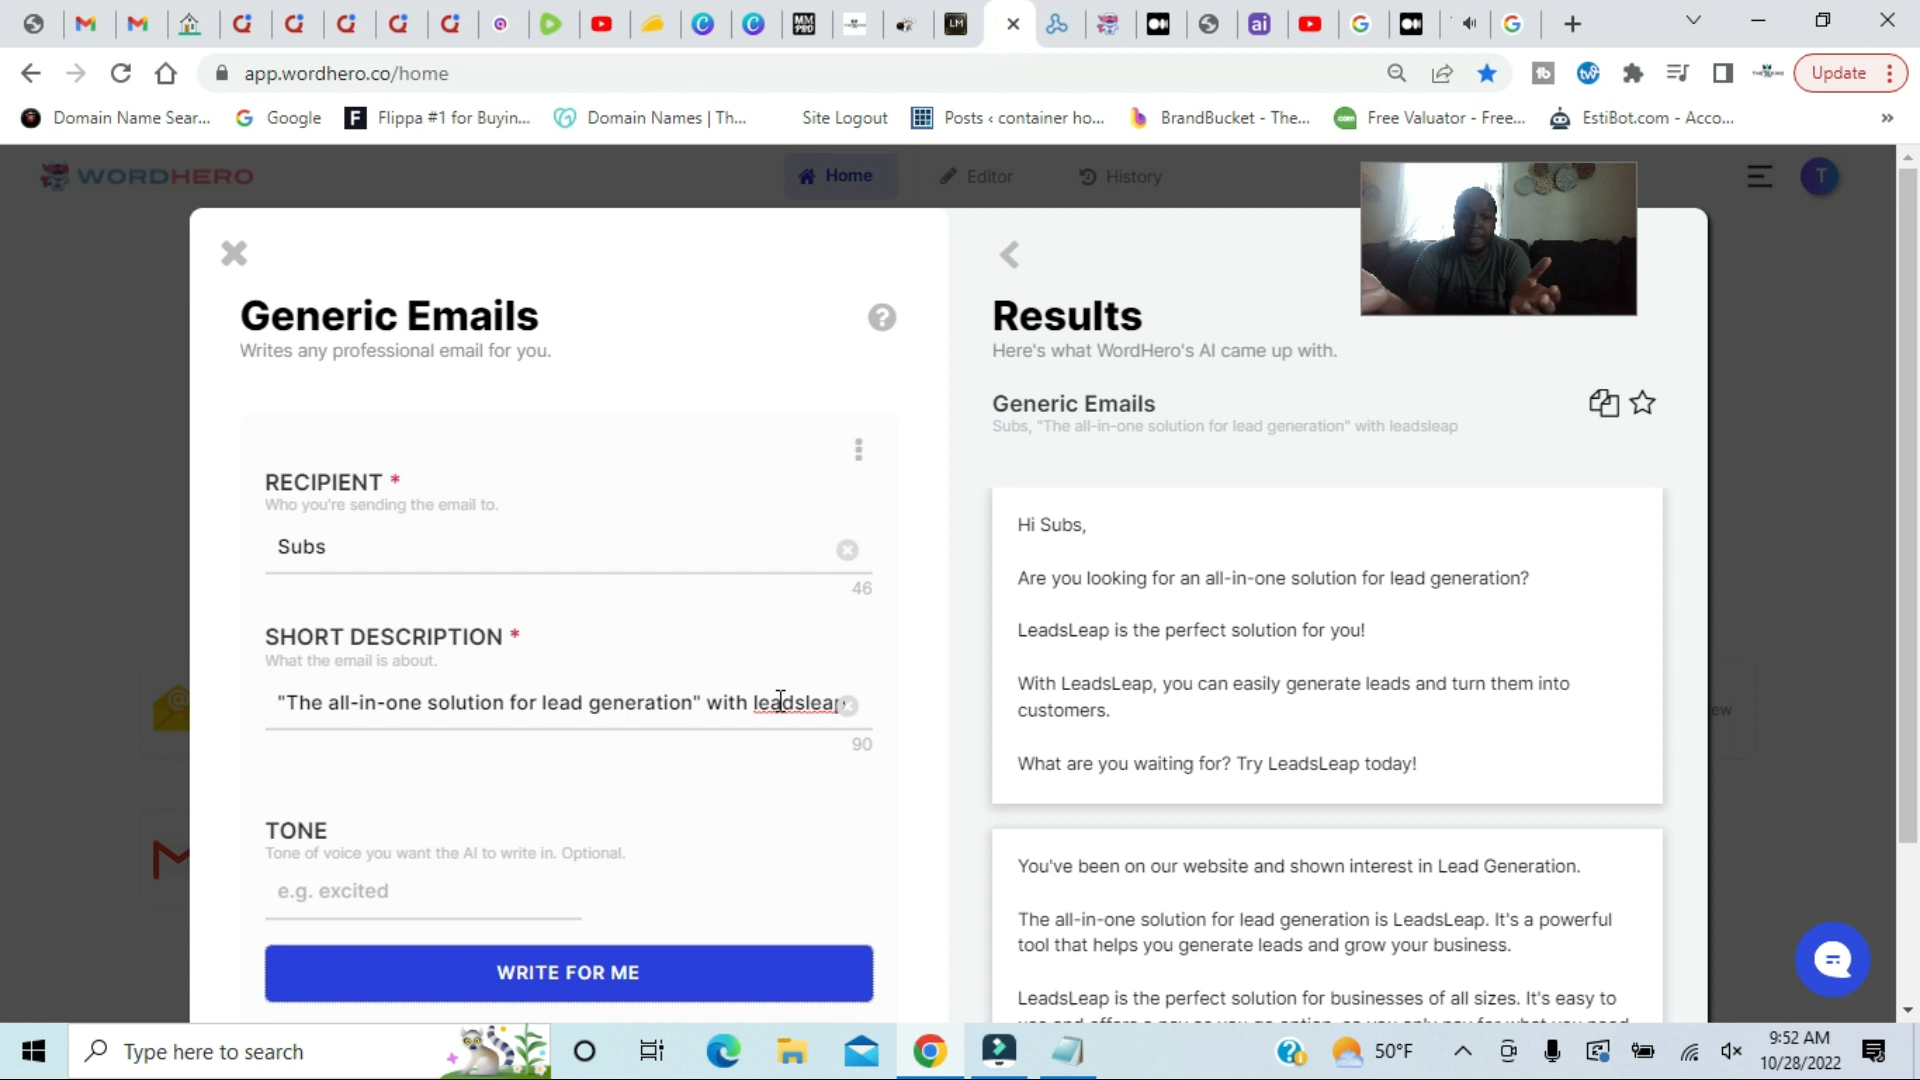 app.wordhero.co/home
Update
Domain Name Sear...
Google
Flippa #1 for Buyin...
Domain Names | Th...
Site Logout
Posts ‹ container ho...
BrandBucket - The...
Free Valuator - Free...
EstiBot.com - Acco...
»
WORDHERO
Home
Editor
History
T
Generic Emails
Writes any professional email for you.
RECIPIENT *
Who you're sending the email to.
Subs
46
SHORT DESCRIPTION *
What the email is about.
"The all-in-one solution for lead generation" with leadsleap
90
TONE
Tone of voice you want the AI to write in. Optional.
e.g. excited
WRITE FOR ME
Results
Here's what WordHero's AI came up with.
Generic Emails
Subs, "The all-in-one solution for lead generation" with leadsleap
Hi Subs,
Are you looking for an all-in-one solution for lead generation?
LeadsLeap is the perfect solution for you!
With LeadsLeap, you can easily generate leads and turn them into
customers.
What are you waiting for? Try LeadsLeap today!
You've been on our website and shown interest in Lead Generation.
The all-in-one solution for lead generation is LeadsLeap. It's a powerful
tool that helps you generate leads and grow your business.
LeadsLeap is the perfect solution for businesses of all sizes. It's easy to
Type here to search
50°F
9:52 AM
10/28/2022